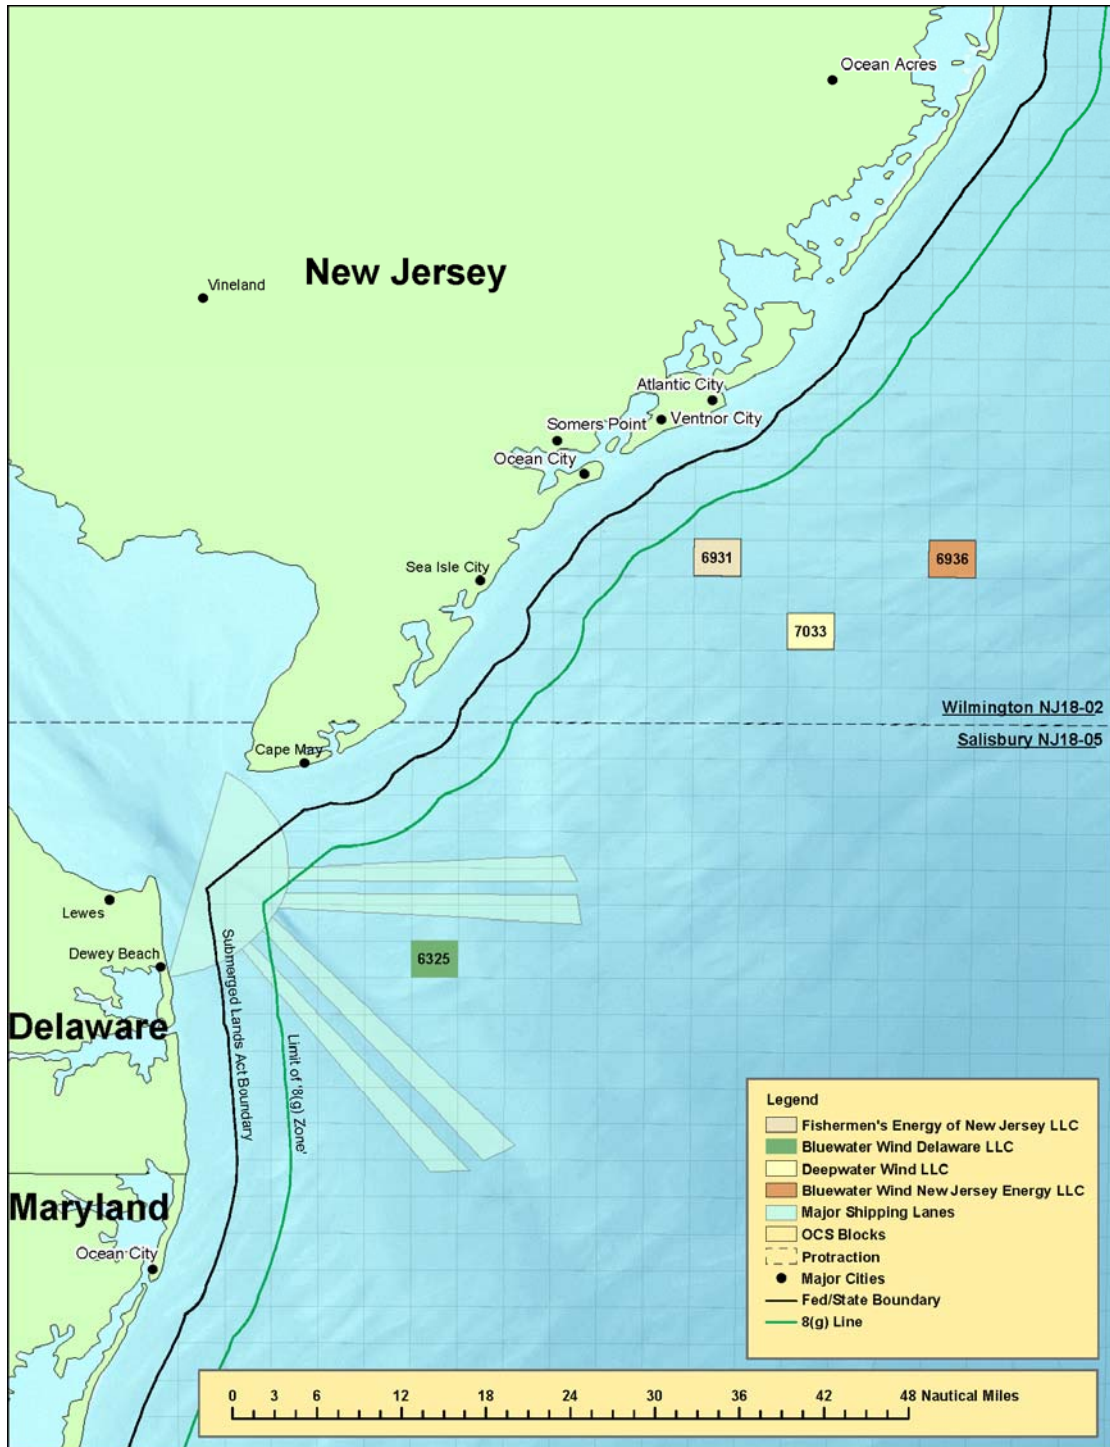 Ocean Acres
New Jersey
Vineland
Atlantic City
Somers Point
Ventnor City
Ocean City
6931
6936
Sea Isle City
7033
Wilmington NJ18-02
Salisbury NJ18-05
Cape May
Lewes
Dewey Beach
6325
Submerged Lands Act Boundary
Limit of '8(g) Zone'
Delaware
Maryland
Ocean City
Legend
Fishermen's Energy of New Jersey LLC
Bluewater Wind Delaware LLC
Deepwater Wind LLC
Bluewater Wind New Jersey Energy LLC
Major Shipping Lanes
OCS Blocks
Protraction
Major Cities
Fed/State Boundary
8(g) Line
0 3 6 12 18 24 30 36 42 48 Nautical Miles